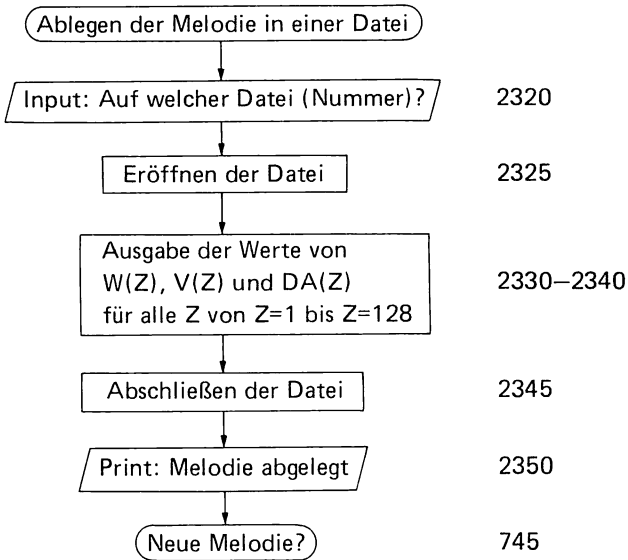 Ablegen der Melodie in einer Datei
Input: Auf welcher Datei (Nummer)? 2320
Eröffnen der Datei 2325
Ausgabe der Werte von
W(Z), V(Z) und DA(Z) 2330—2340
für alle Z von Z=1 bis Z=128
Abschließen der Datei 2345
Print: Melodie abgelegt 2350
Neue Melodie? 745